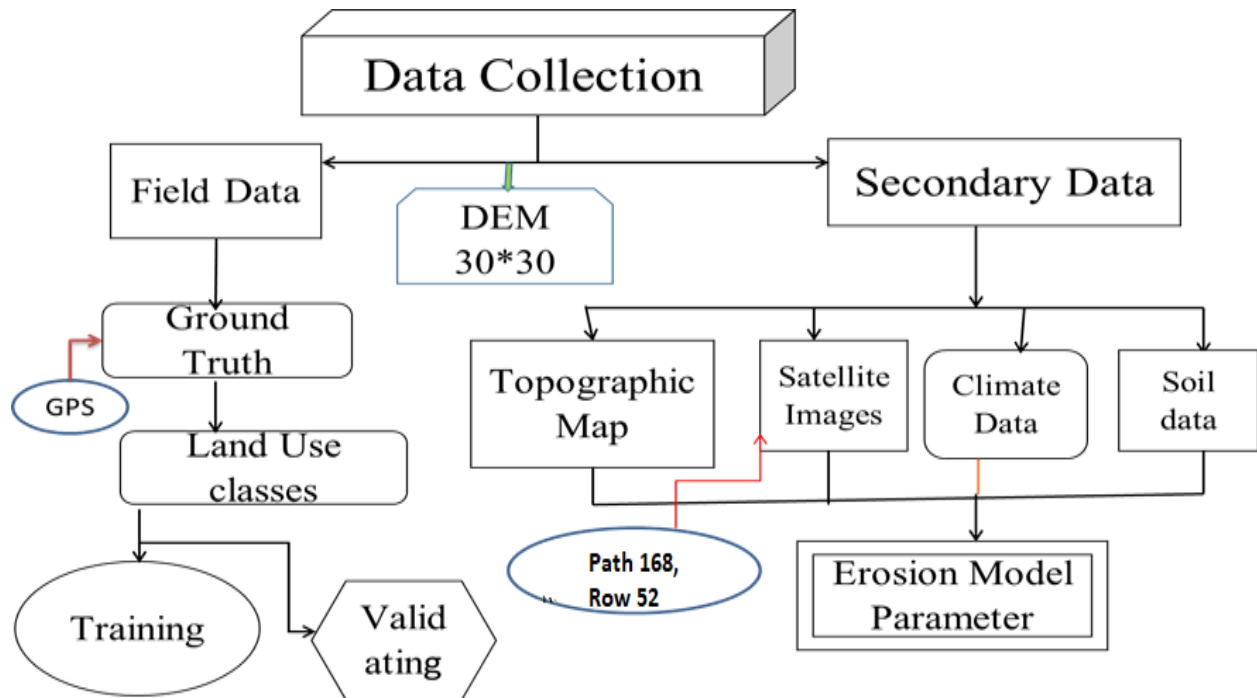 Data Collection
Field Data
DEM
30*30
Secondary Data
Ground
Truth
GPS
Land Use
classes
Training
Valid
ating
Topographic
Map
Satellite
Images
Climate
Data
Soil
data
Path 168,
Row 52
Erosion Model
Parameter